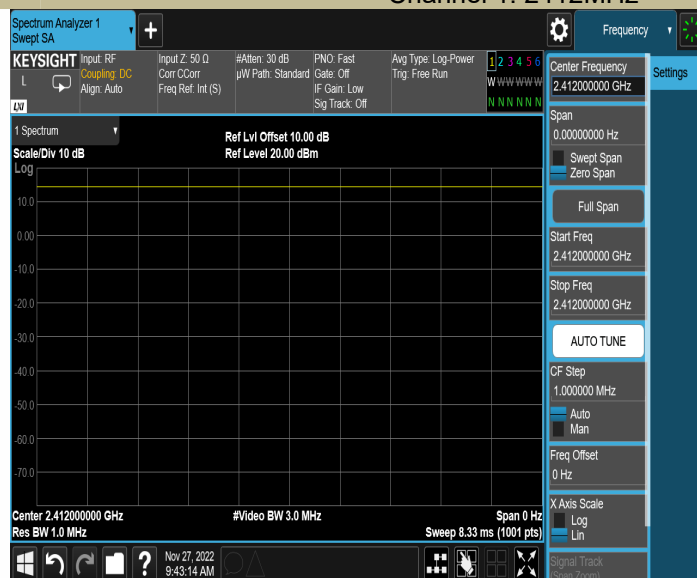 Channel 1: 2412MHz
Spectrum Analyzer 1
Swept SA
Frequency
KEYSIGHT
L
LXI
Input: RF
Coupling: DC
Align: Auto
Input Z: 50 Ω
Corr CCorr
Freq Ref: Int (S)
#Atten: 30 dB
µW Path: Standard
PNO: Fast
Gate: Off
IF Gain: Low
Sig Track: Off
Avg Type: Log-Power
Trig: Free Run
1 2 3 4 5 6
W W W W W W
N N N N N N
1 Spectrum
Scale/Div 10 dB
Log
Ref Lvl Offset 10.00 dB
Ref Level 20.00 dBm
10.0
0.00
-10.0
-20.0
-30.0
-40.0
-50.0
-60.0
-70.0
Center 2.412000000 GHz
Res BW 1.0 MHz
#Video BW 3.0 MHz
Span 0 Hz
Sweep 8.33 ms (1001 pts)
?
Nov 27, 2022
9:43:14 AM
Center Frequency
2.412000000 GHz
Settings
Span
0.00000000 Hz
Swept Span
Zero Span
Full Span
Start Freq
2.412000000 GHz
Stop Freq
2.412000000 GHz
AUTO TUNE
CF Step
1.000000 MHz
Auto
Man
Freq Offset
0 Hz
X Axis Scale
Log
Lin
Signal Track
(Span Zoom)